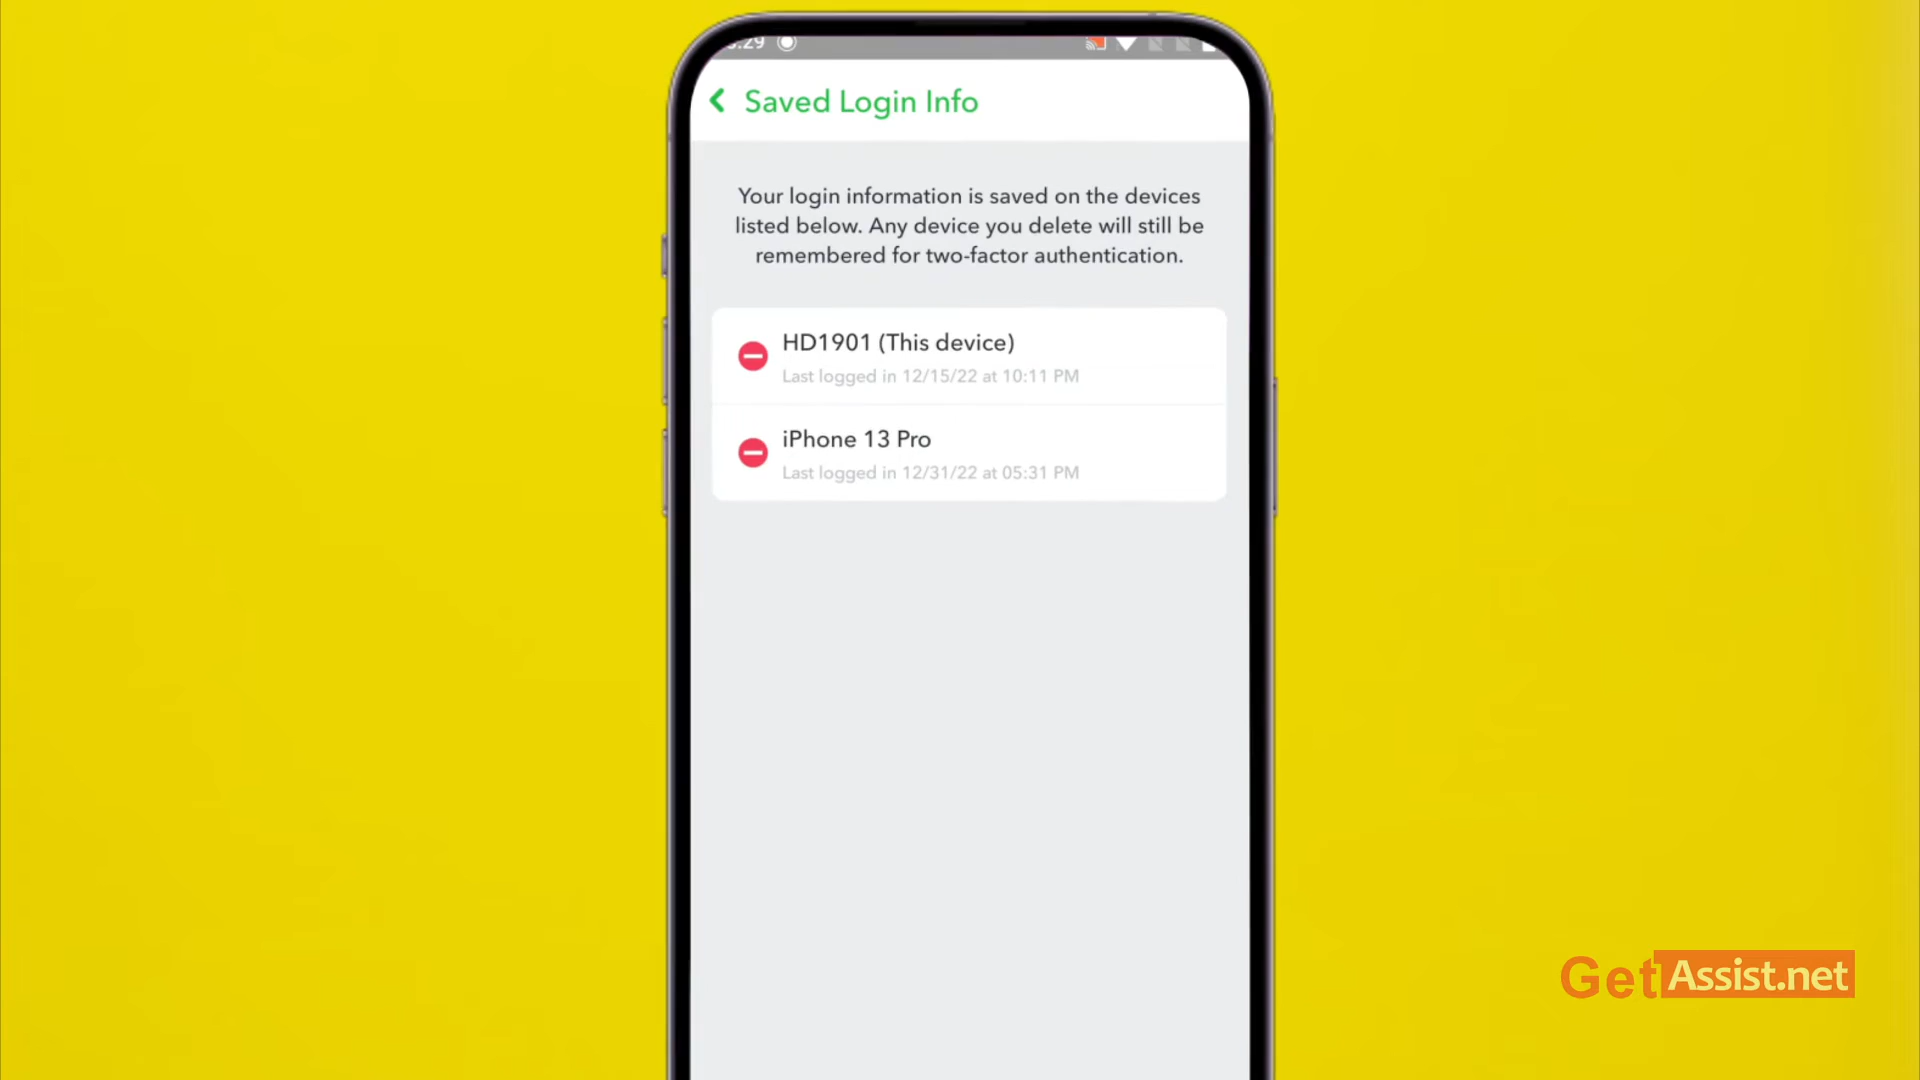 Saved Login Info
Your login information is saved on the devices
listed below. Any device you delete will still be
remembered for two-factor authentication.
HD1901 (This device)
Last logged in 12/15/22 at 10:11 PM
iPhone 13 Pro
Last logged in 12/31/22 at 05:31 PM
GetAssist.net